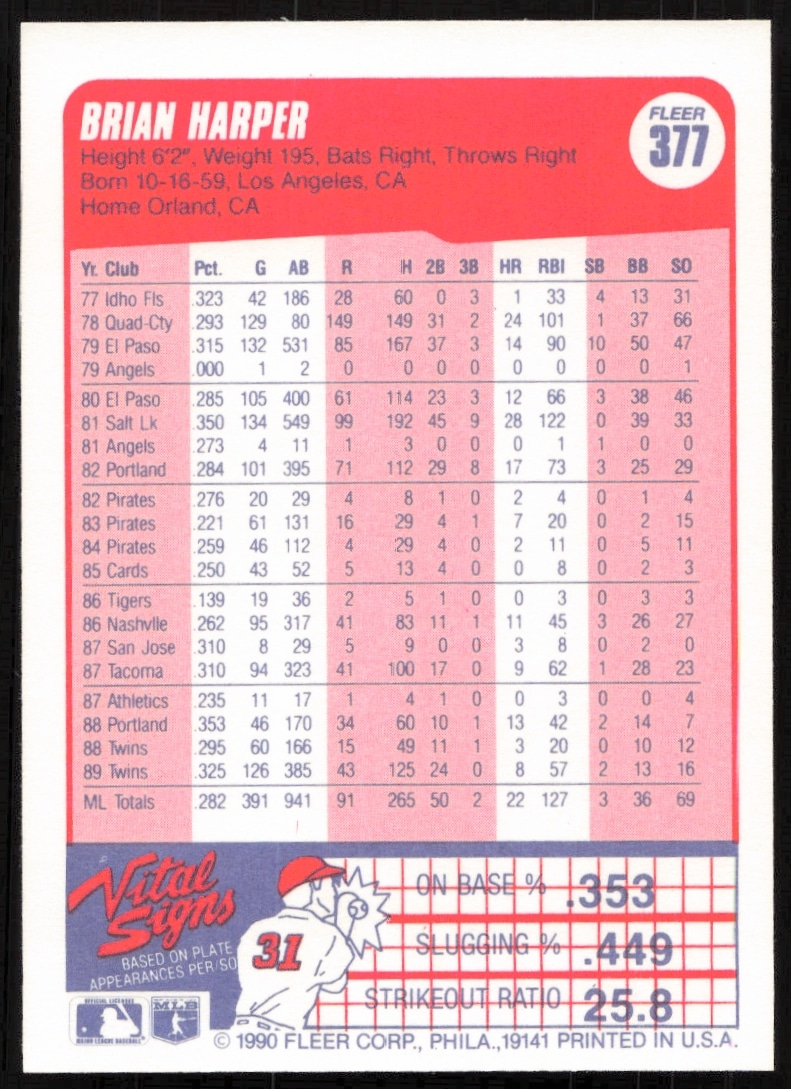 BRIAN HARPER
FLEER
377
Height 6'2", Weight 195, Bats Right, Throws Right
Born 10-16-59, Los Angeles, CA
Home Orland, CA
Yr. Club Pct. G AB R H 2B 3B HR RBI SB BB SO
77 Idho Fls .323 42 186 28 60 0 3 1 33 4 13 31
78 Quad-Cty .293 129 80 149 149 31 2 24 101 1 37 66
79 El Paso .315 132 531 85 167 37 3 14 90 10 50 47
79 Angels .000 1 2 0 0 0 0 0 0 0 0 1
80 El Paso .285 105 400 61 114 23 3 12 66 3 38 46
81 Salt Lk .350 134 549 99 192 45 9 28 122 0 39 33
81 Angels .273 4 11 1 3 0 0 0 1 1 0 0
82 Portland .284 101 395 71 112 29 8 17 73 3 25 29
82 Pirates .276 20 29 4 8 1 0 2 4 0 1 4
83 Pirates .221 61 131 16 29 4 1 7 20 0 2 15
84 Pirates .259 46 112 4 29 4 0 2 11 0 5 11
85 Cards .250 43 52 5 13 4 0 0 8 0 2 3
86 Tigers .139 19 36 2 5 1 0 0 3 0 3 3
86 Nashvlle .262 95 317 41 83 11 1 11 45 3 26 27
87 San Jose .310 8 29 5 9 0 0 3 8 0 2 0
87 Tacoma .310 94 323 41 100 17 0 9 62 1 28 23
87 Athletics .235 11 17 1 4 1 0 0 3 0 0 4
88 Portland .353 46 170 34 60 10 1 13 42 2 14 7
88 Twins .295 60 166 15 49 11 1 3 20 0 10 12
89 Twins .325 126 385 43 125 24 0 8 57 2 13 16
ML Totals .282 391 941 91 265 50 2 22 127 3 36 69
Vital
Signs
BASED ON PLATE
APPEARANCES PER/SO
31
ON BASE % .353
SLUGGING % .449
STRIKEOUT RATIO 25.8
OFFICIAL LICENSEE
MAJOR LEAGUE BASEBALL
MLB
© 1990 FLEER CORP., PHILA.,19141 PRINTED IN U.S.A.